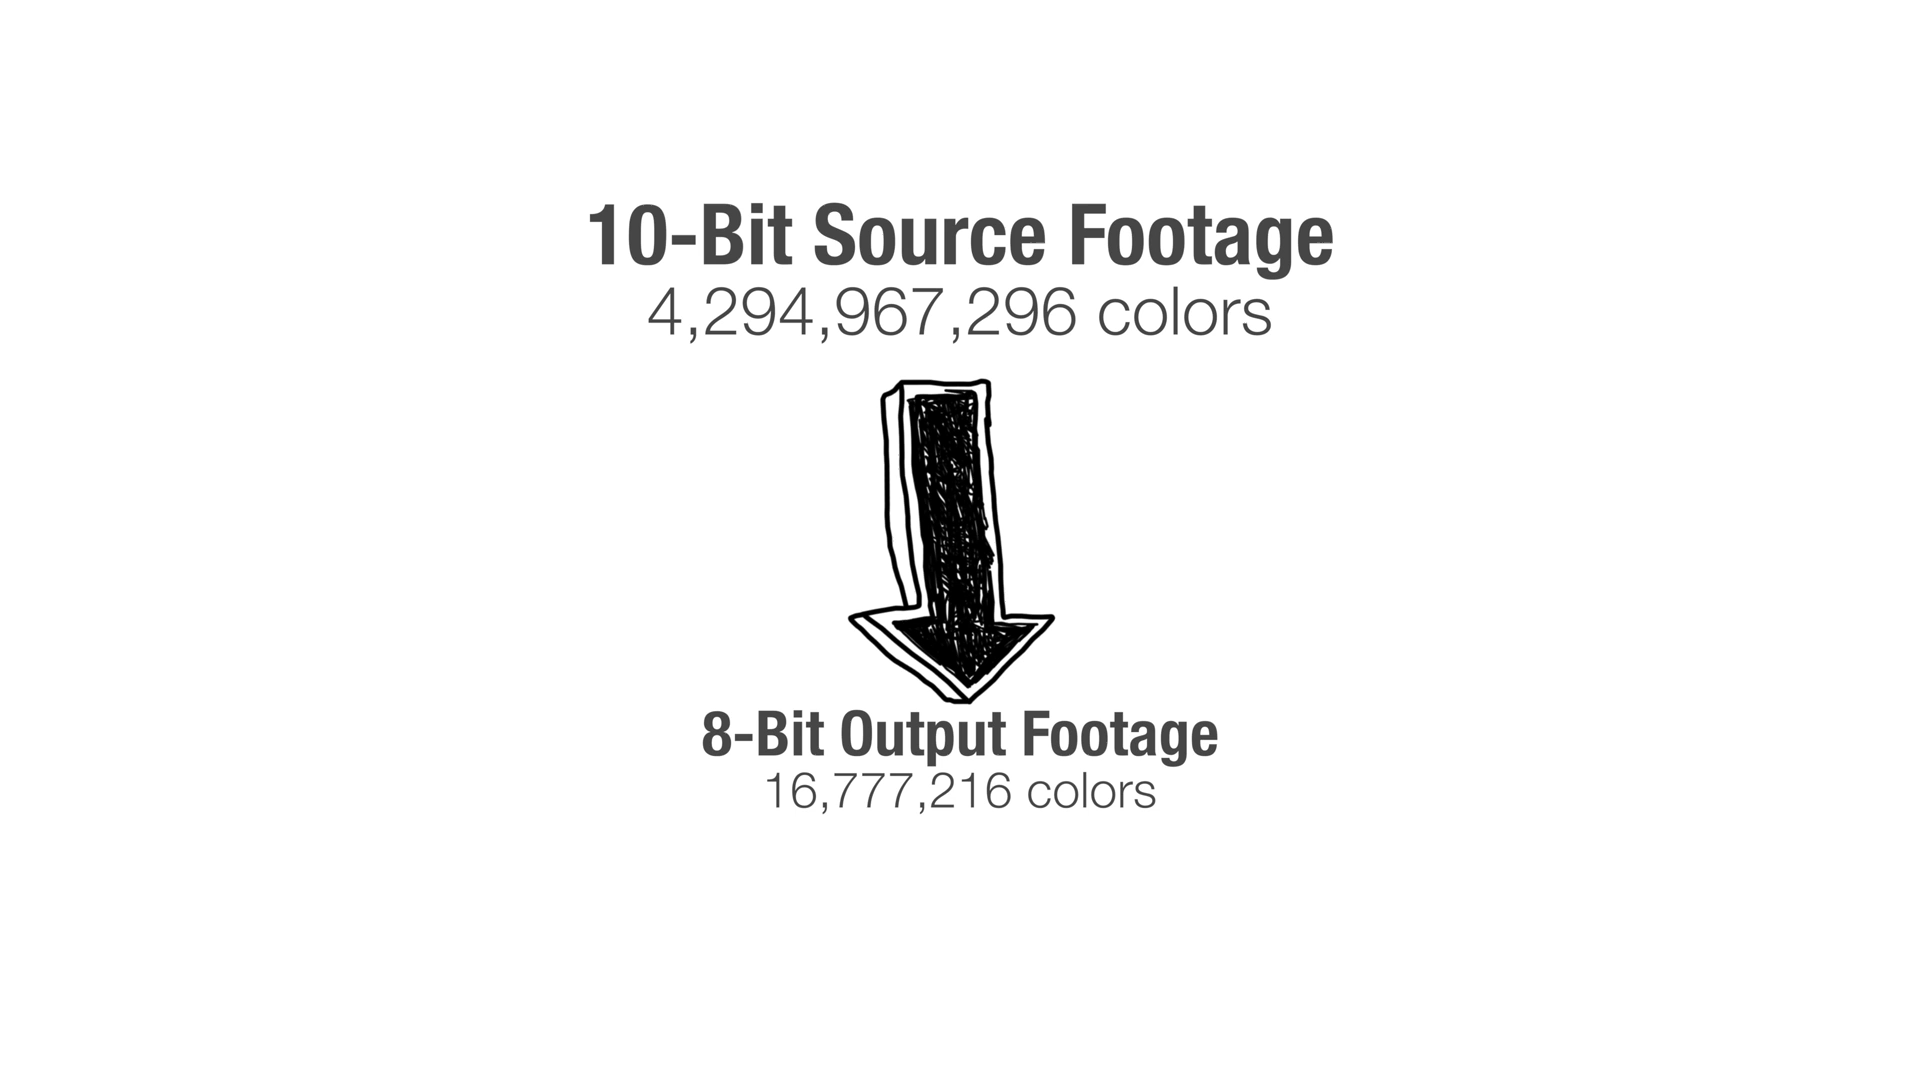 10-Bit Source Footage
4,294,967,296 colors
8-Bit Output Footage
16,777,216 colors